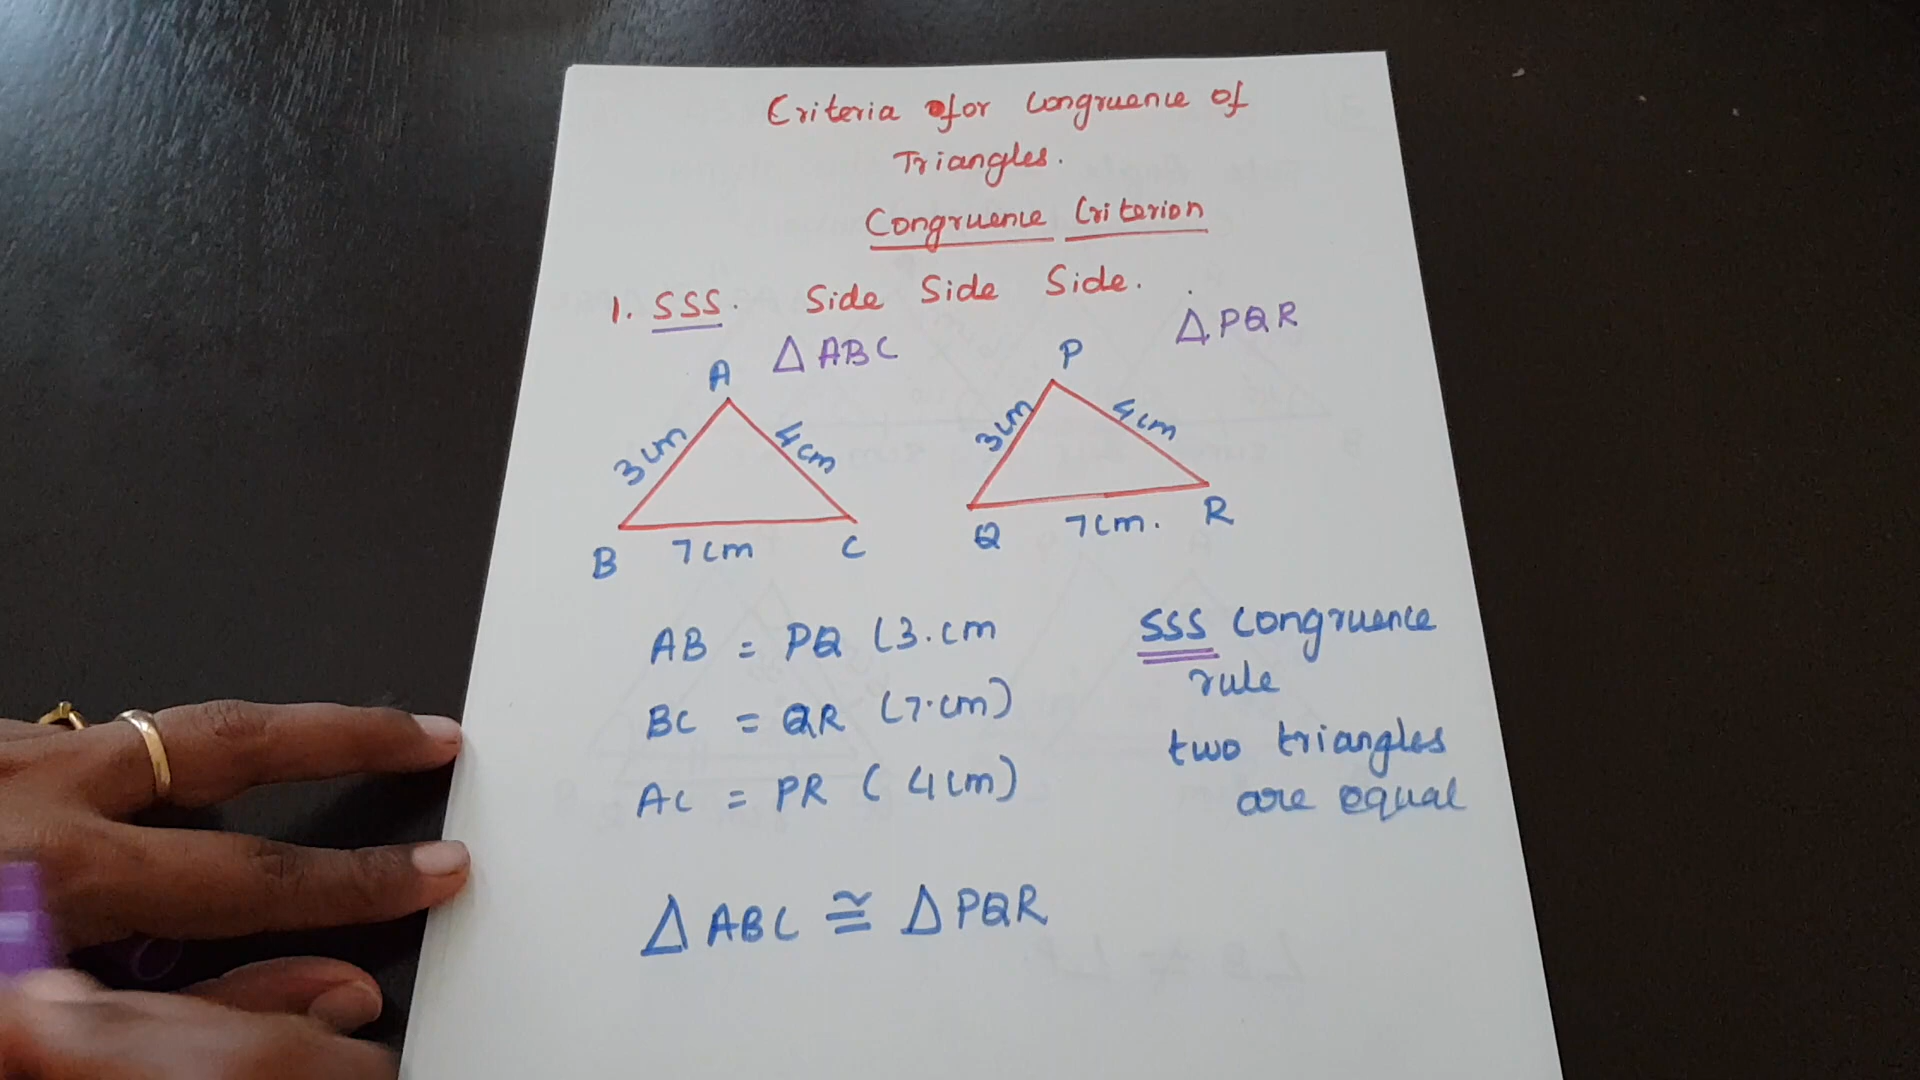 Criteria for Congruence of
Triangles.
Congruence Criterion
1. SSS. Side Side Side.
△ ABC
△ PQR
A
P
3cm
4cm
3cm
4cm
B
7cm
C
Q
7cm.
R
AB = PQ (3.cm
BC = QR (7.cm)
AC = PR (4cm)
SSS congruence
rule
two triangles
are equal
△ ABC ≅ △ PQR